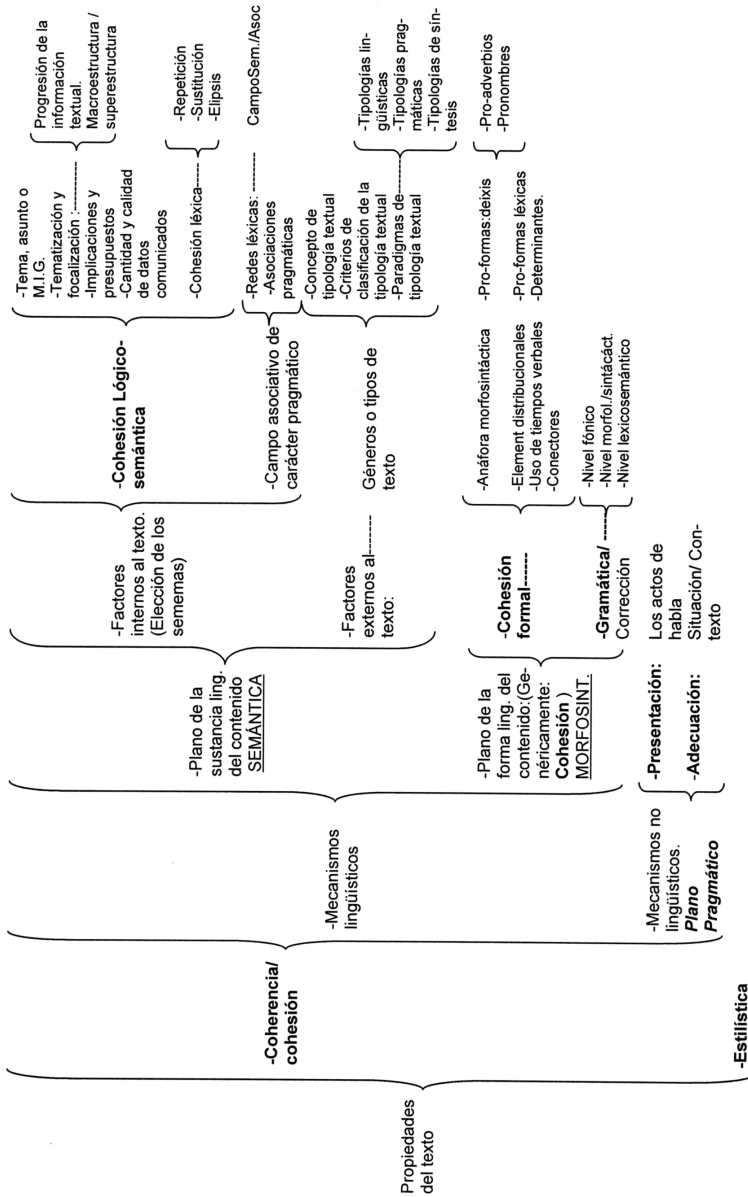 Propiedades
del texto
-Coherencia/
cohesión
-Estilística
-Mecanismos
lingüísticos
-Mecanismos no
lingüísticos.
Plano
Pragmático
-Plano de la
sustancia ling.
del contenido
SEMÁNTICA
-Plano de la
forma ling. del
contenido:(Ge-
néricamente:
Cohesión )
MORFOSINT.
-Presentación:
-Adecuación:
-Factores
internos al texto.
(Elección de los
sememas)
-Factores
externos al-------
texto:
-Cohesión
formal------
-Gramática/ ------
Corrección
Los actos de
habla
Situación/ Con-
texto
-Cohesión Lógico-
semántica
-Campo asociativo de
carácter pragmático
Géneros o tipos de
texto
-Anáfora morfosintáctica
-Element distribucionales
-Uso de tiempos verbales
-Conectores
-Nivel fónico
-Nivel morfol./sintácáct.
-Nivel lexicosemántico
-Tema, asunto o
M.I.G.
-Tematización y
focalización :-------
-Implicaciones y
presupuestos
-Cantidad y calidad
de datos
comunicados
-Cohesión léxica-----
-Redes léxicas: ------
-Asociaciones
pragmáticas
-Concepto de
tipología textual
-Criterios de
clasificación de la
tipología textual
-Paradigmas de--------
tipología textual
-Pro-formas:deixis
-Pro-formas léxicas
-Determinantes.
Progresión de la
información
textual.
Macroestructura /
superestructura
-Repetición
-Sustitución
-Elipsis
CampoSem./Asoc
-Tipologías lin-
güísticas
-Tipologías prag-
máticas
-Tipologías de sín-
tesis
-Pro-adverbios
-Pronombres